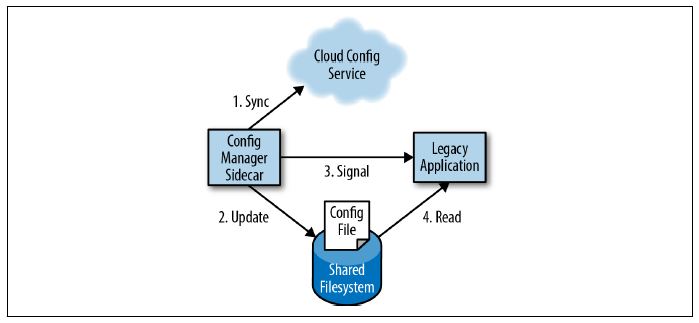 Cloud Config
Service
1. Sync
Config
Manager
Sidecar
Legacy
Application
3. Signal
2. Update
Config
File
4. Read
Shared
Filesystem